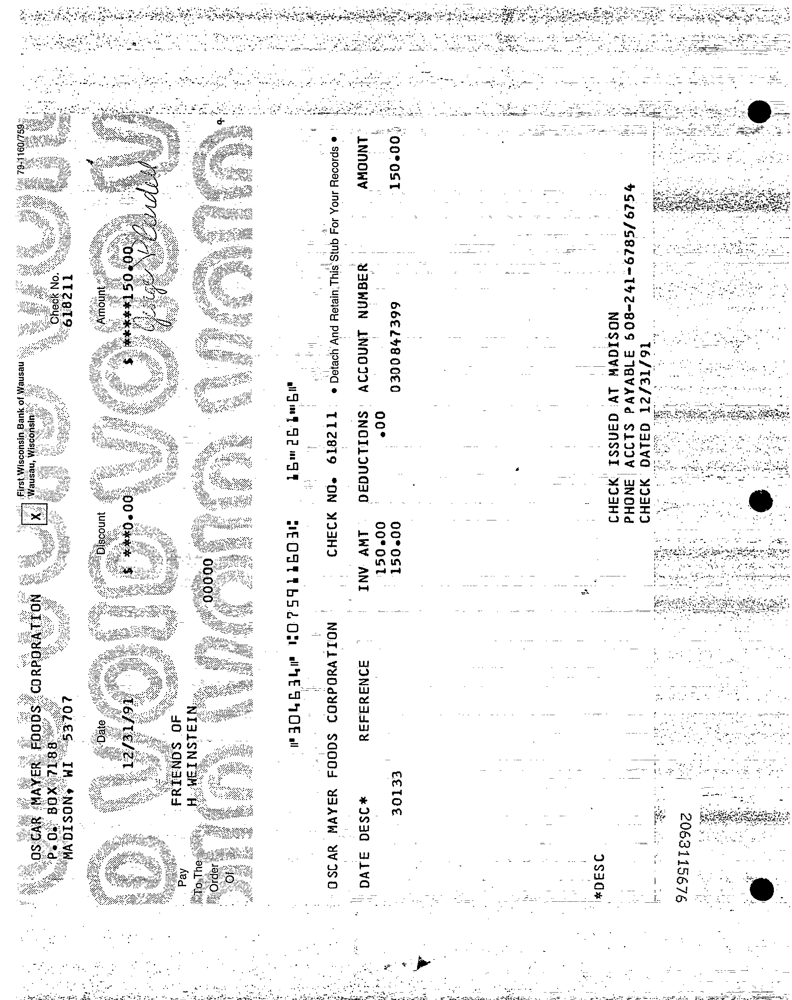 OSCAR MAYER FOODS CORPORATION
P.O. BOX 7188
MADISON, WI 53707
X
First Wisconsin Bank of Wausau
Wausau, Wisconsin
79-1160/759
Check No.
618211
Date
12/31/91
Discount
$ ***0.00
Amount
$ *****150.00
Pay
To The
Order
Of
FRIENDS OF
H. WEINSTEIN
00000
VOID VOID
⑈304634⑈ ⑆075911603⑆ 16⑈261⑈6⑈
OSCAR MAYER FOODS CORPORATION CHECK NO. 618211 • Detach And Retain This Stub For Your Records •
DATE DESC* REFERENCE INV AMT DEDUCTIONS ACCOUNT NUMBER AMOUNT
150.00 .00
30133 150.00 0300847399 150.00
*DESC
CHECK ISSUED AT MADISON
PHONE ACCTS PAYABLE 608-241-6785/6754
CHECK DATED 12/31/91
2063115676